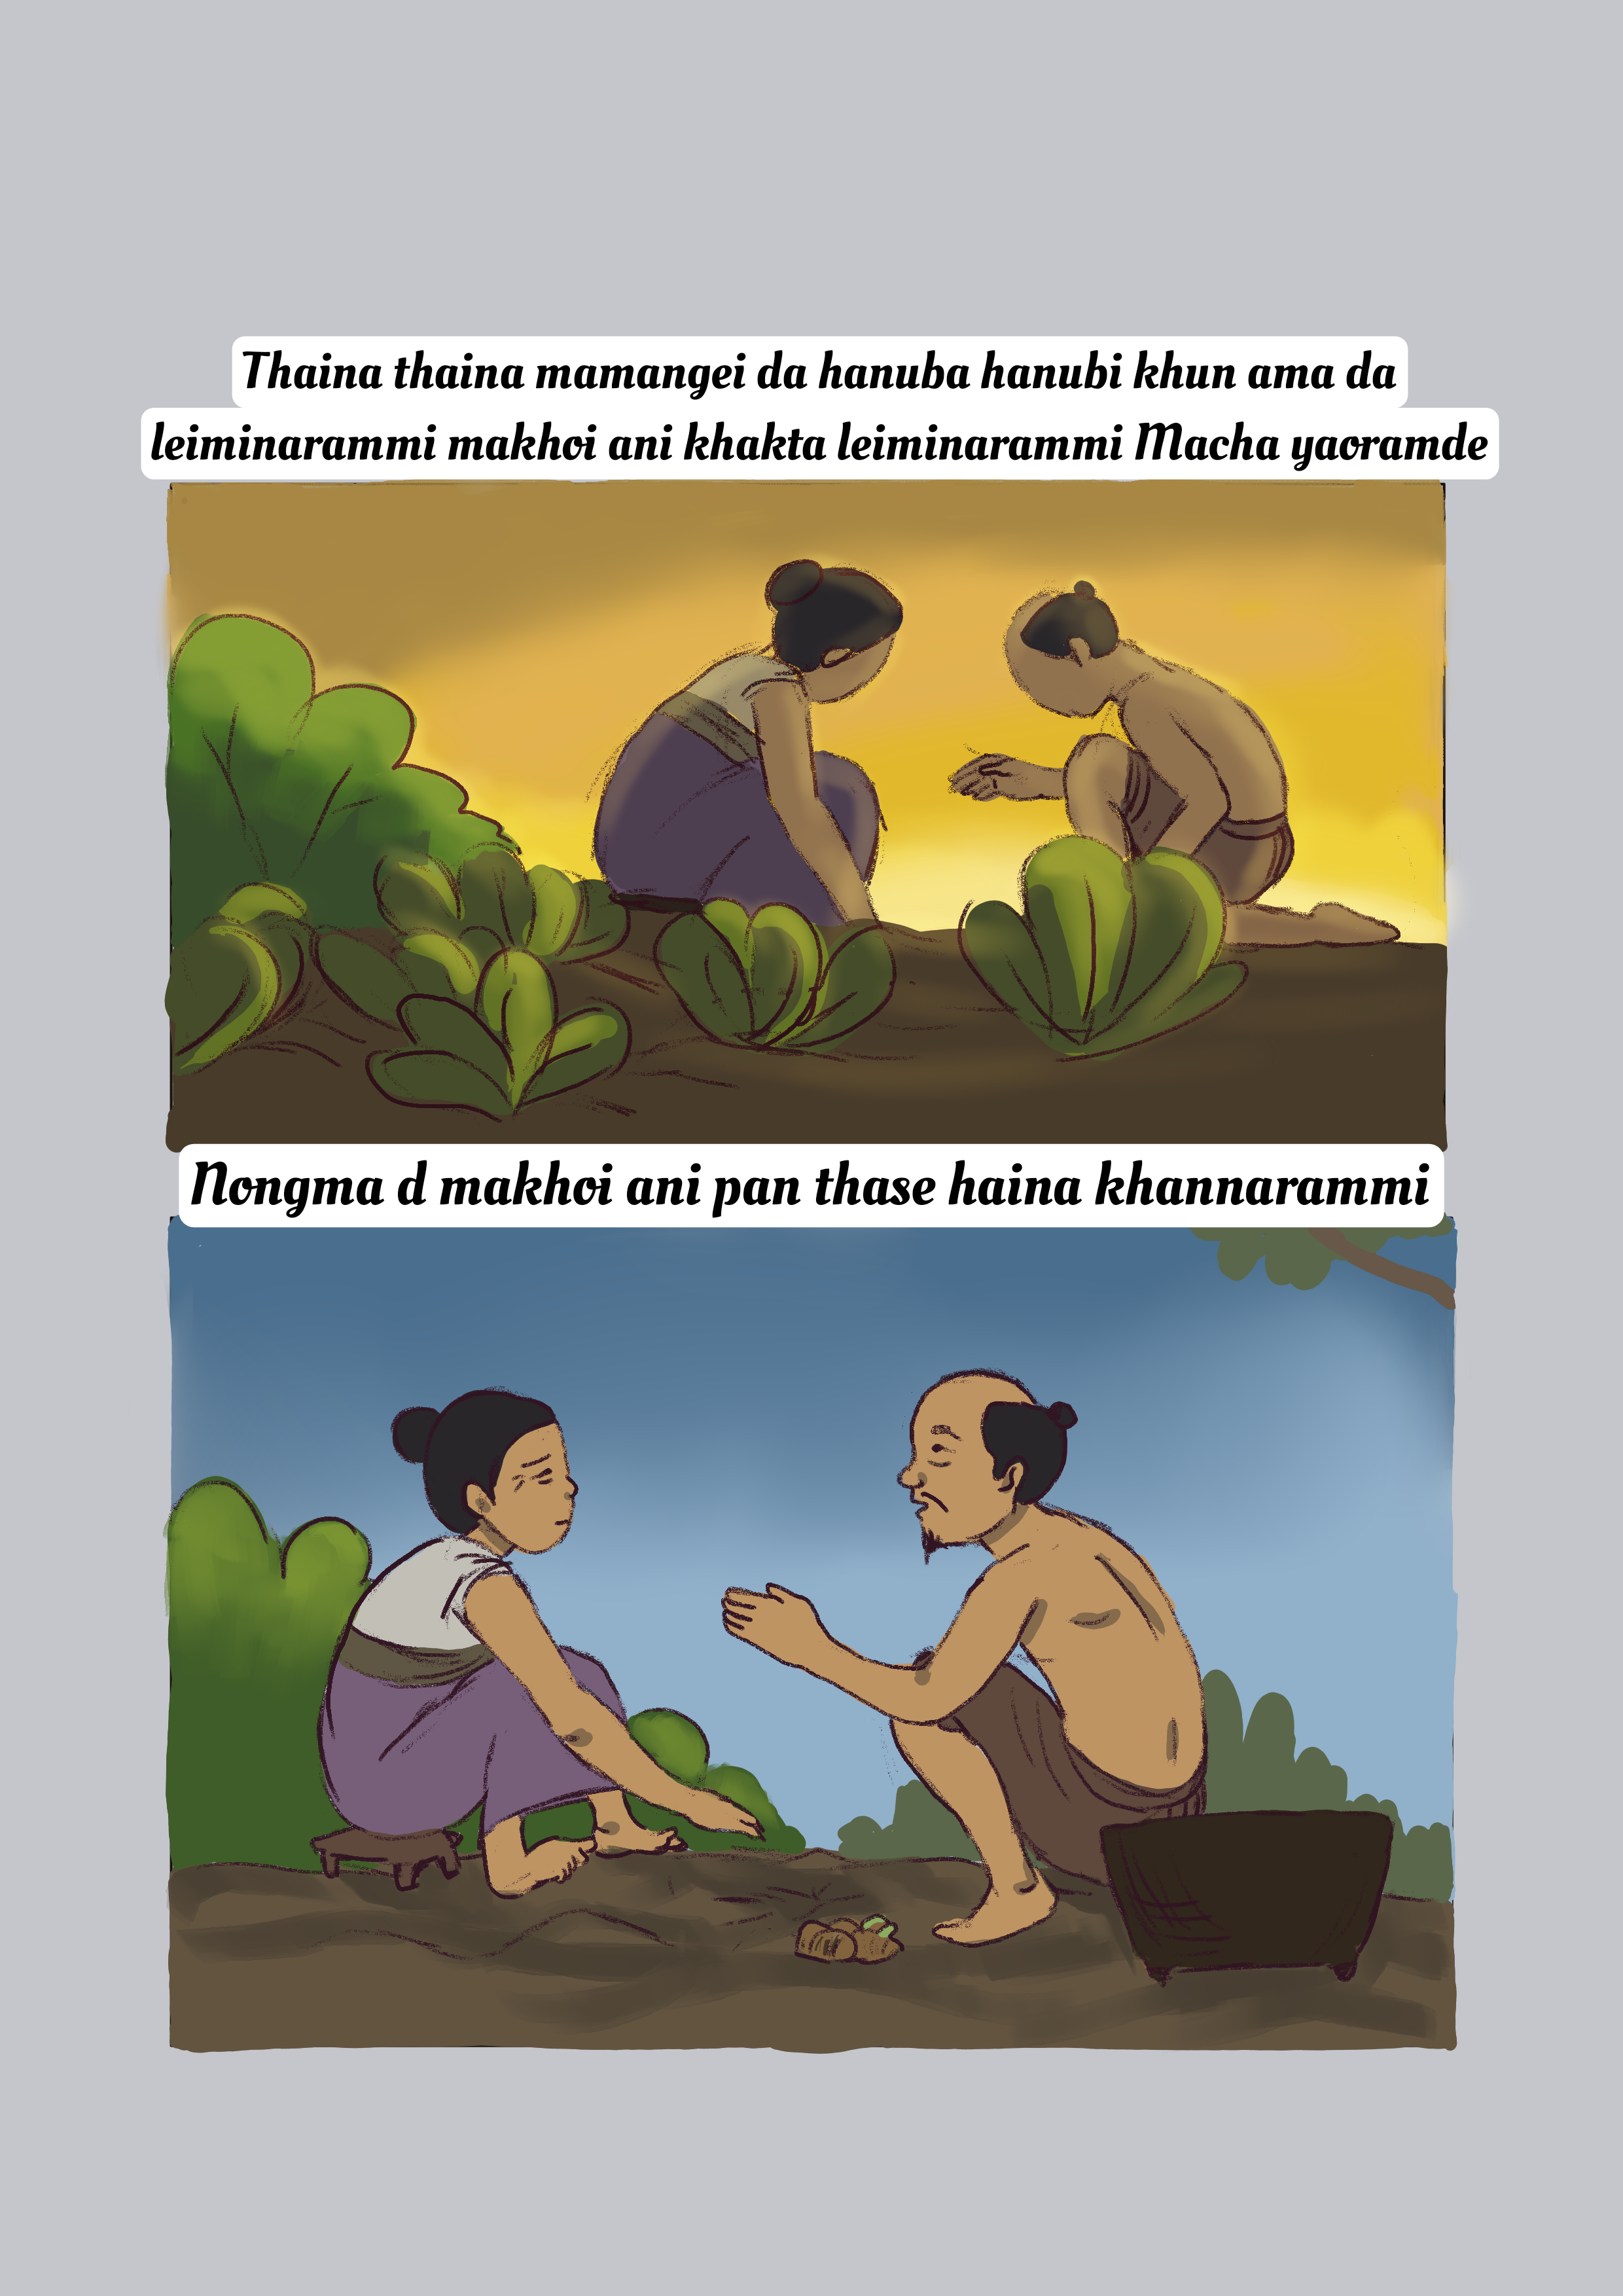 Thaina thaina mamangei da hanuba hanubi khun ama da
leiminarammi makhoi ani khakta leiminarammi Macha yaoramde
Nongma d makhoi ani pan thase haina khannarammi